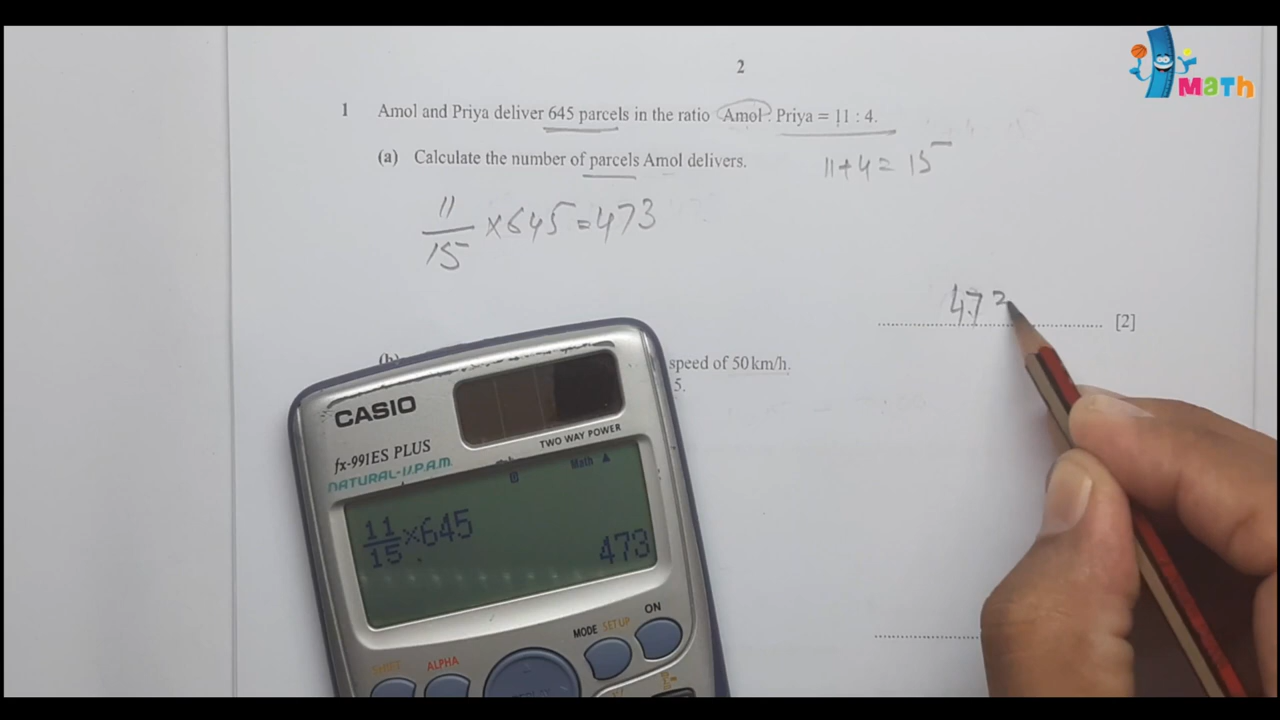 MATH
2
1 Amol and Priya deliver 645 parcels in the ratio Amol : Priya = 11 : 4.
(a) Calculate the number of parcels Amol delivers.
11+4=15
11/15 ×645=473
473
[2]
(b)
speed of 50 km/h.
5.
CASIO
fx-991ES PLUS
TWO WAY POWER
NATURAL-V.P.A.M.
Math
11/15×645
473
SHIFT ALPHA MODE SETUP ON
REPLAY